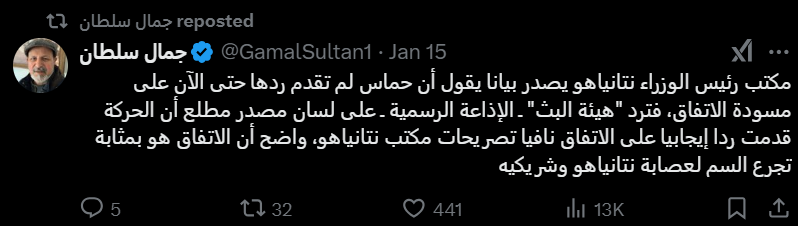 جمال سلطان reposted
جمال سلطان @GamalSultan1 · Jan 15
مكتب رئيس الوزراء نتانياهو يصدر بيانا يقول أن حماس لم تقدم ردها حتى الآن على
مسودة الاتفاق، فترد "هيئة البث" ـ الإذاعة الرسمية ـ على لسان مصدر مطلع أن الحركة
قدمت ردا إيجابيا على الاتفاق نافيا تصريحات مكتب نتانياهو، واضح أن الاتفاق هو بمثابة
تجرع السم لعصابة نتانياهو وشريكيه
5 32 441 13K